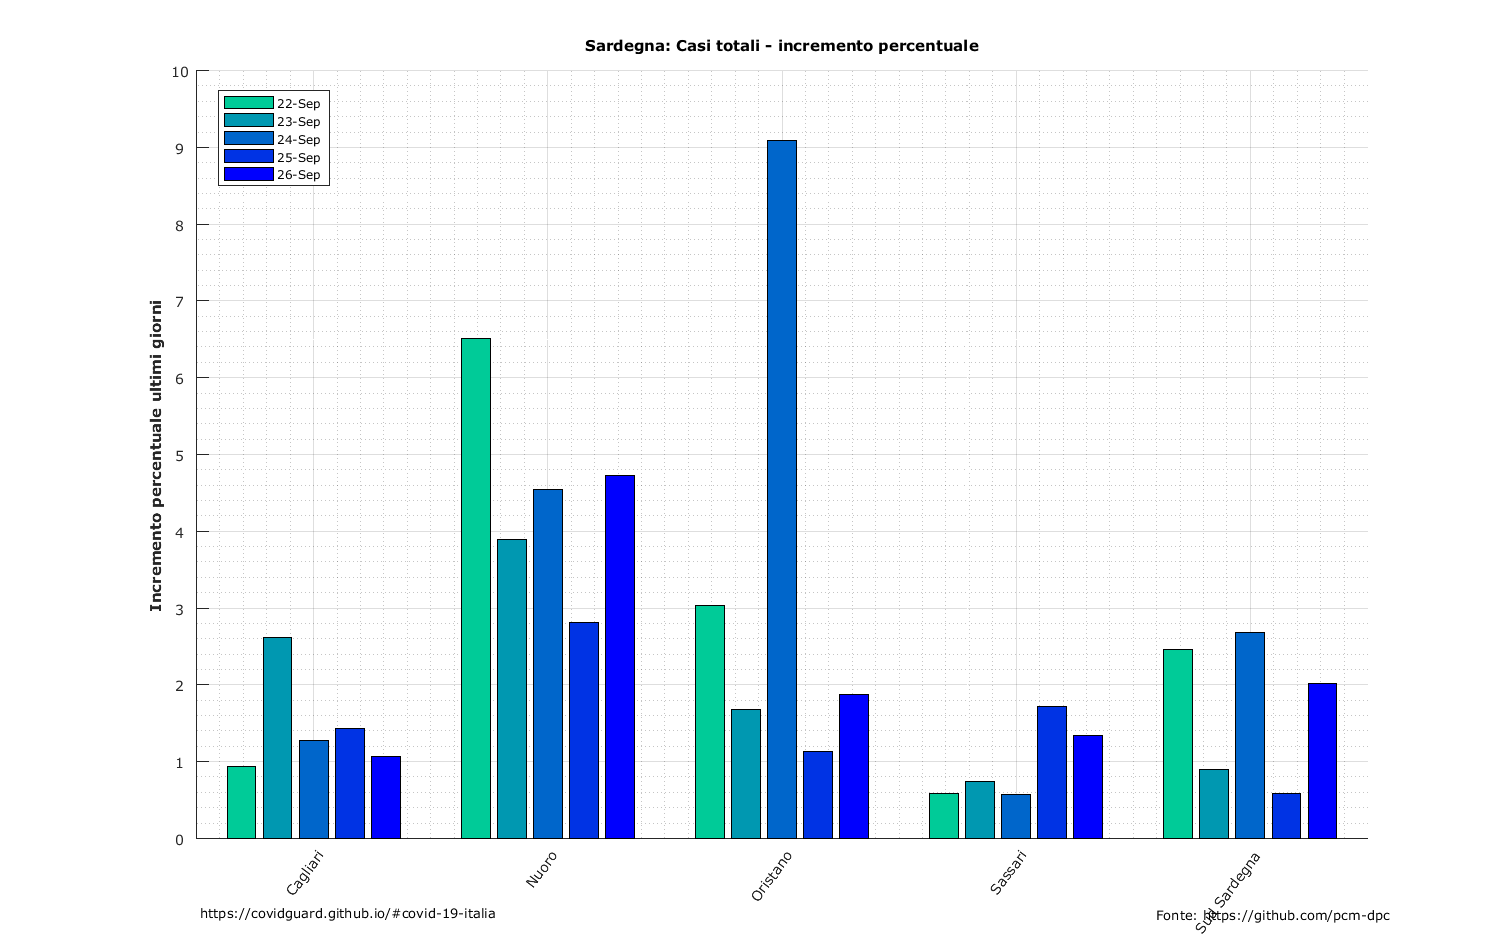 Sardegna: Casi totali - incremento percentuale
Incremento percentuale ultimi giorni
10
9
8
7
6
5
4
3
2
1
0
22-Sep
23-Sep
24-Sep
25-Sep
26-Sep
Cagliari
Nuoro
Oristano
Sassari
Sud Sardegna
https://covidguard.github.io/#covid-19-italia
Fonte: https://github.com/pcm-dpc